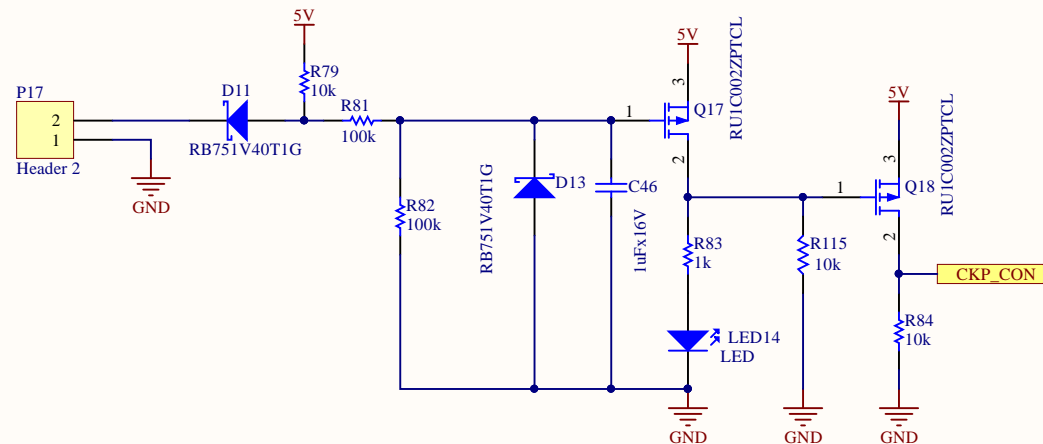 5V
R79
10k
P17
2
1
Header 2
D11
RB751V40T1G
GND
R81
100k
R82
100k
D13
RB751V40T1G
C46
1uFx16V
5V
3
1
2
Q17
RU1C002ZPTCL
R83
1k
LED14
LED
GND
R115
10k
GND
5V
3
1
2
Q18
RU1C002ZPTCL
CKP_CON
R84
10k
GND